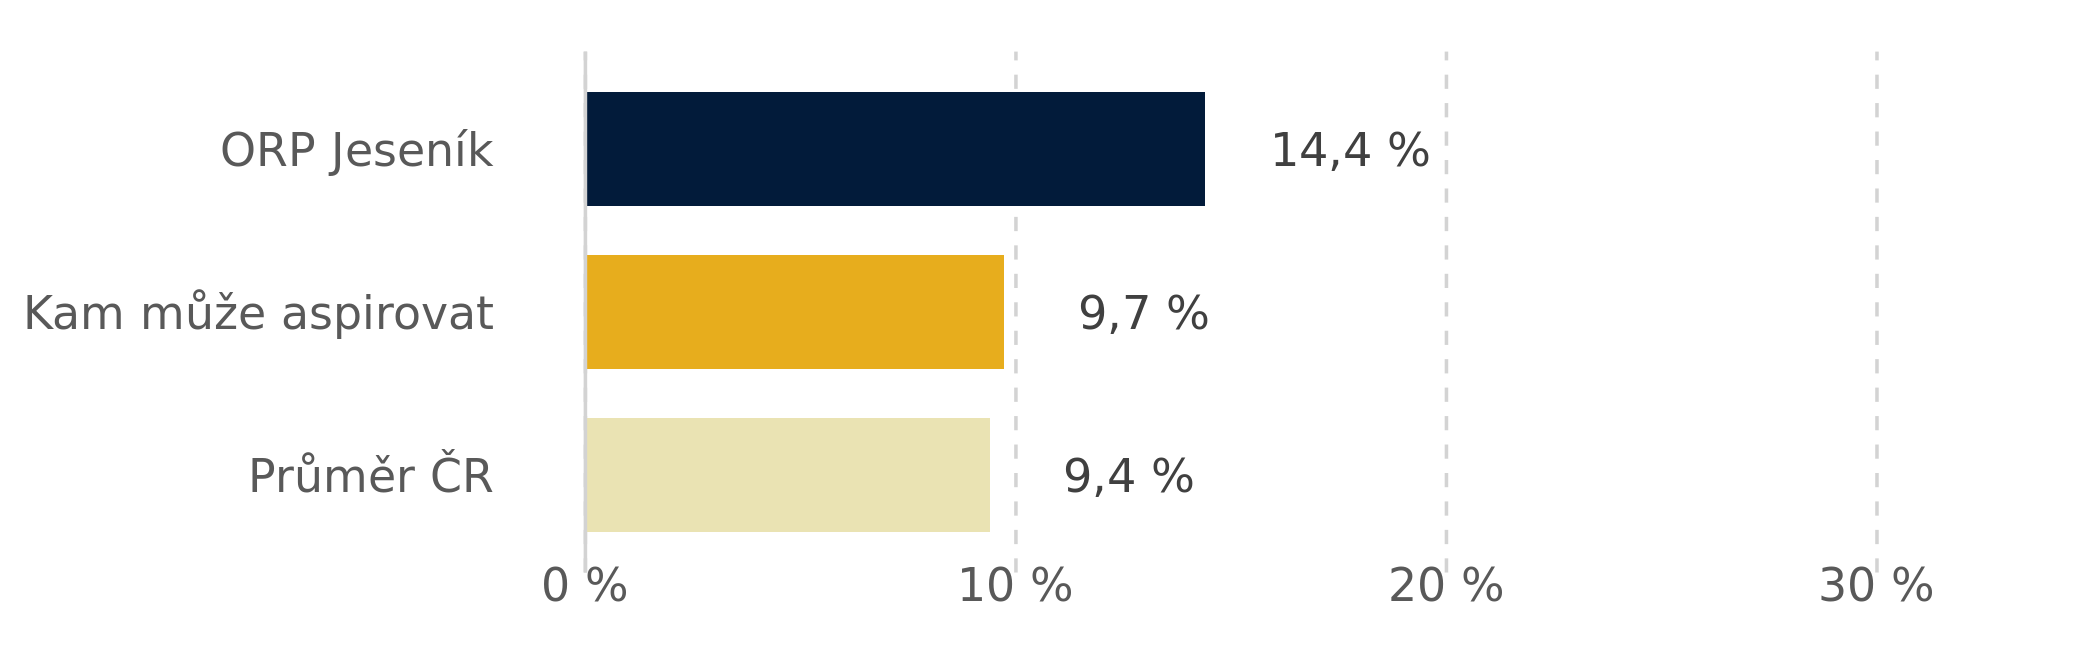 ORP Jeseník 14,4 %
Kam může aspirovat 9,7 %
Průměr ČR 9,4 %
0 % 10 % 20 % 30 %